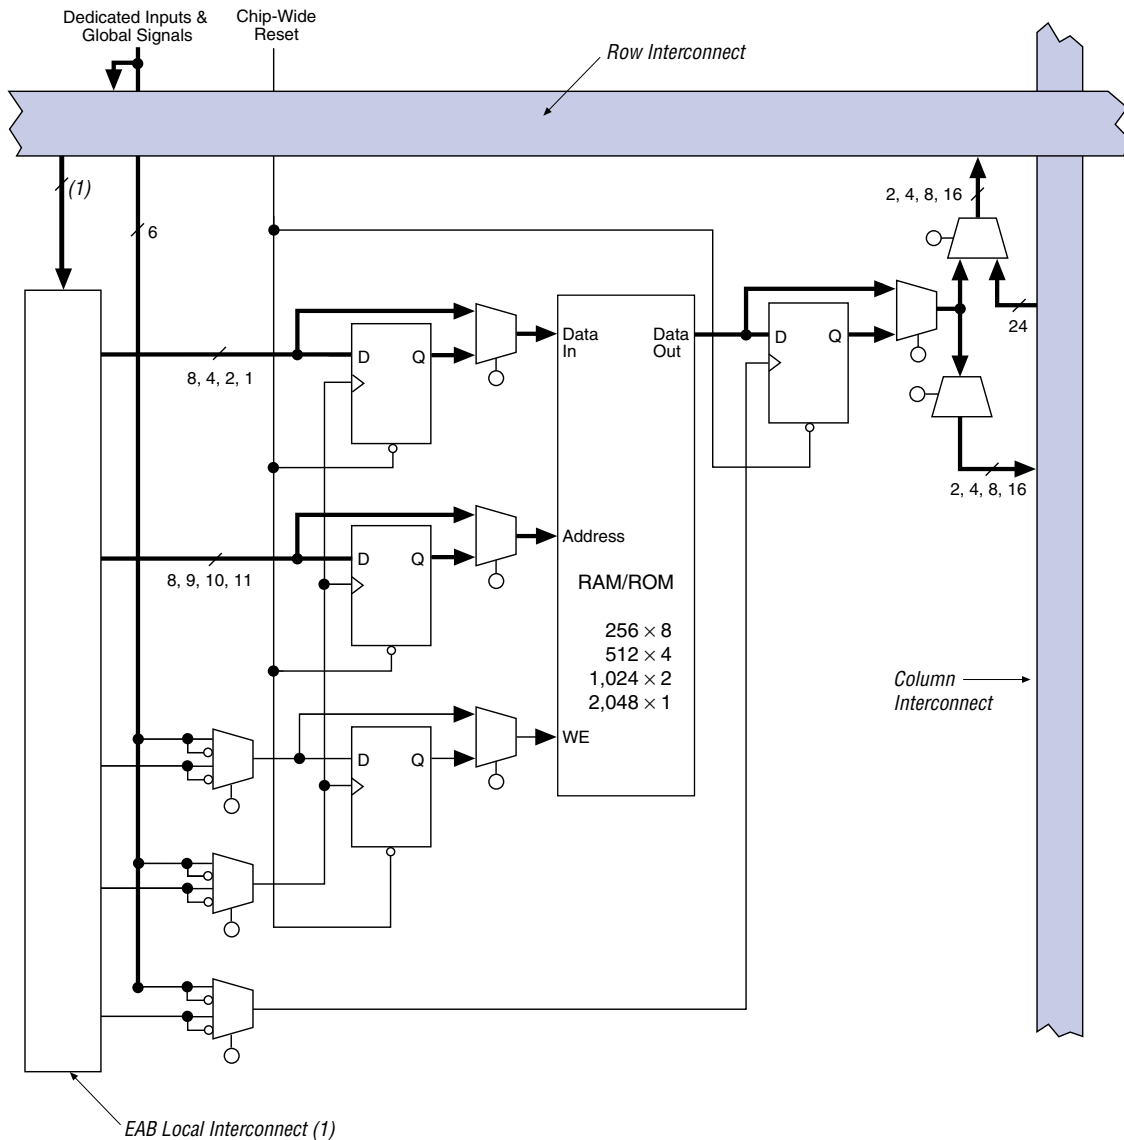 Dedicated Inputs &
Global Signals
Chip-Wide
Reset
Row Interconnect
(1)
6
2, 4, 8, 16
24
D
Q
8, 4, 2, 1
Data
In
Data
Out
D
Q
2, 4, 8, 16
D
Q
8, 9, 10, 11
Address
RAM/ROM
256 × 8
512 × 4
1,024 × 2
2,048 × 1
Column
Interconnect
D
Q
WE
EAB Local Interconnect (1)